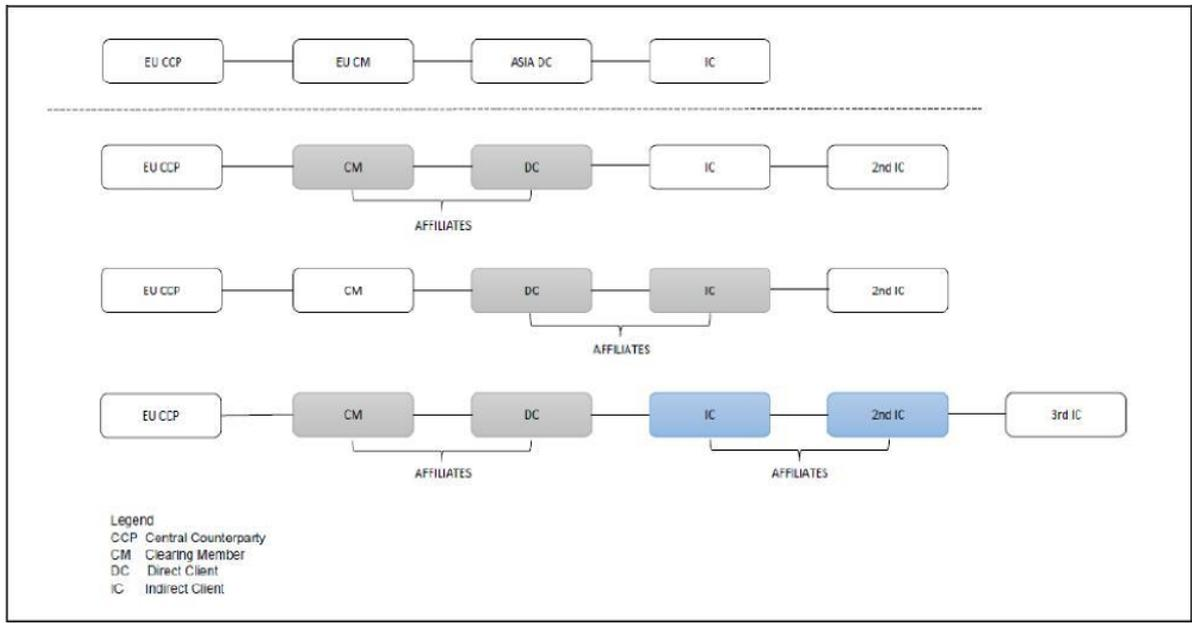 EU CCP EU CM ASIA DC IC
EU CCP CM DC IC 2nd IC
AFFILIATES
EU CCP CM DC IC 2nd IC
AFFILIATES
EU CCP CM DC IC 2nd IC 3rd IC
AFFILIATES AFFILIATES
Legend
CCP Central Counterparty
CM Clearing Member
DC Direct Client
IC Indirect Client